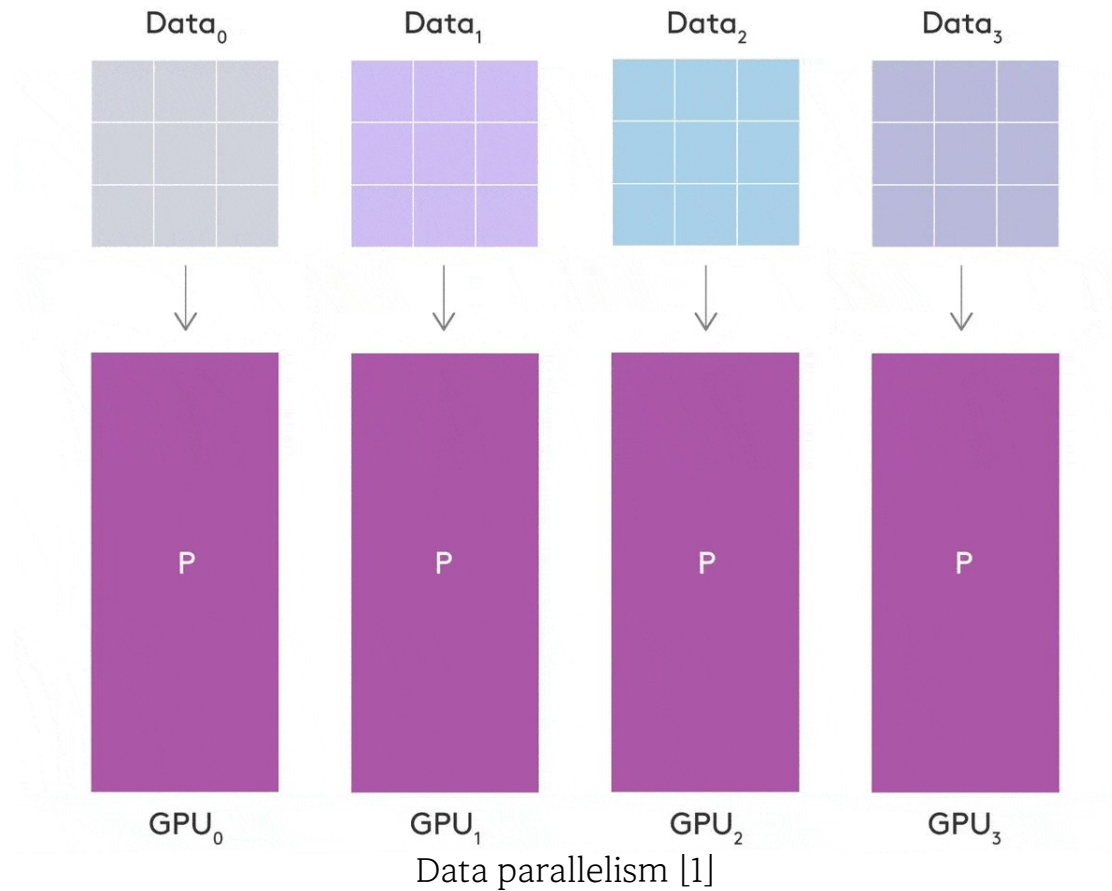 Data₀ Data₁ Data₂ Data₃
P P P P
GPU₀ GPU₁ GPU₂ GPU₃
Data parallelism [1]